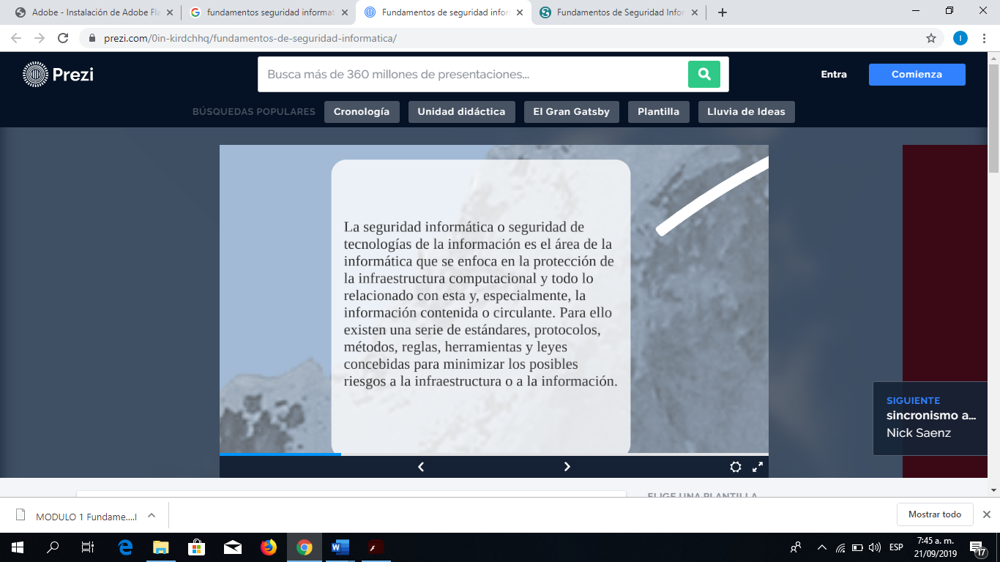 Adobe - Instalación de Adobe Fla
fundamentos seguridad informat
Fundamentos de seguridad infor
Fundamentos de Seguridad Infor
prezi.com/0in-kirdchhq/fundamentos-de-seguridad-informatica/
I
Prezi
Busca más de 360 millones de presentaciones...
Entra
Comienza
BÚSQUEDAS POPULARES
Cronología
Unidad didáctica
El Gran Gatsby
Plantilla
Lluvia de Ideas
La seguridad informática o seguridad de
tecnologías de la información es el área de la
informática que se enfoca en la protección de
la infraestructura computacional y todo lo
relacionado con esta y, especialmente, la
información contenida o circulante. Para ello
existen una serie de estándares, protocolos,
métodos, reglas, herramientas y leyes
concebidas para minimizar los posibles
riesgos a la infraestructura o a la información.
SIGUIENTE
sincronismo a...
Nick Saenz
ELIGE UNA PLANTILLA
MODULO 1 Fundame....l
Mostrar todo
ESP
7:45 a. m.
21/09/2019
17